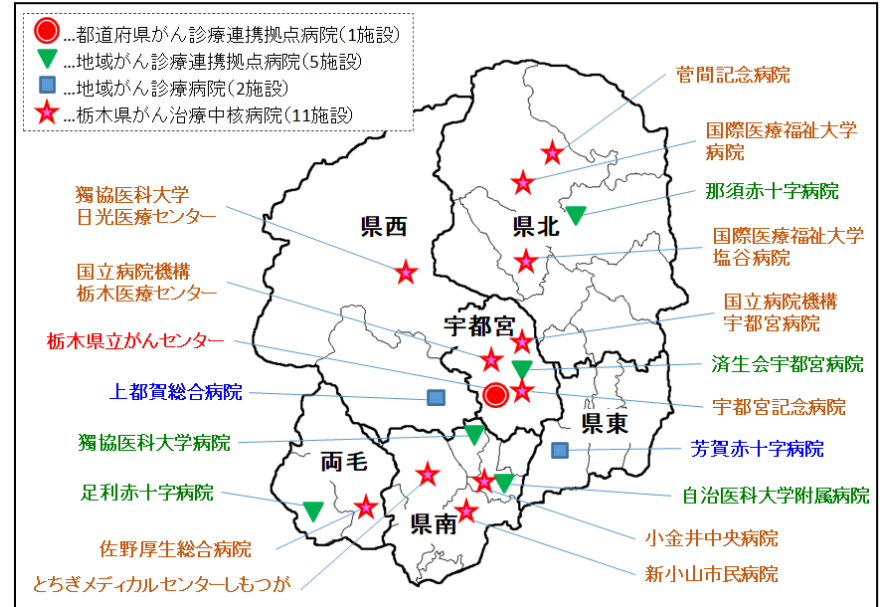 …都道府県がん診療連携拠点病院(1施設)
…地域がん診療連携拠点病院(5施設)
…地域がん診療病院(2施設)
…栃木県がん治療中核病院(11施設)
菅間記念病院
国際医療福祉大学
病院
那須赤十字病院
獨協医科大学
日光医療センター
県西
県北
国際医療福祉大学
塩谷病院
国立病院機構
栃木医療センター
国立病院機構
宇都宮病院
宇都宮
栃木県立がんセンター
済生会宇都宮病院
上都賀総合病院
宇都宮記念病院
県東
獨協医科大学病院
芳賀赤十字病院
両毛
足利赤十字病院
自治医科大学附属病院
県南
小金井中央病院
佐野厚生総合病院
新小山市民病院
とちぎメディカルセンターしもつが